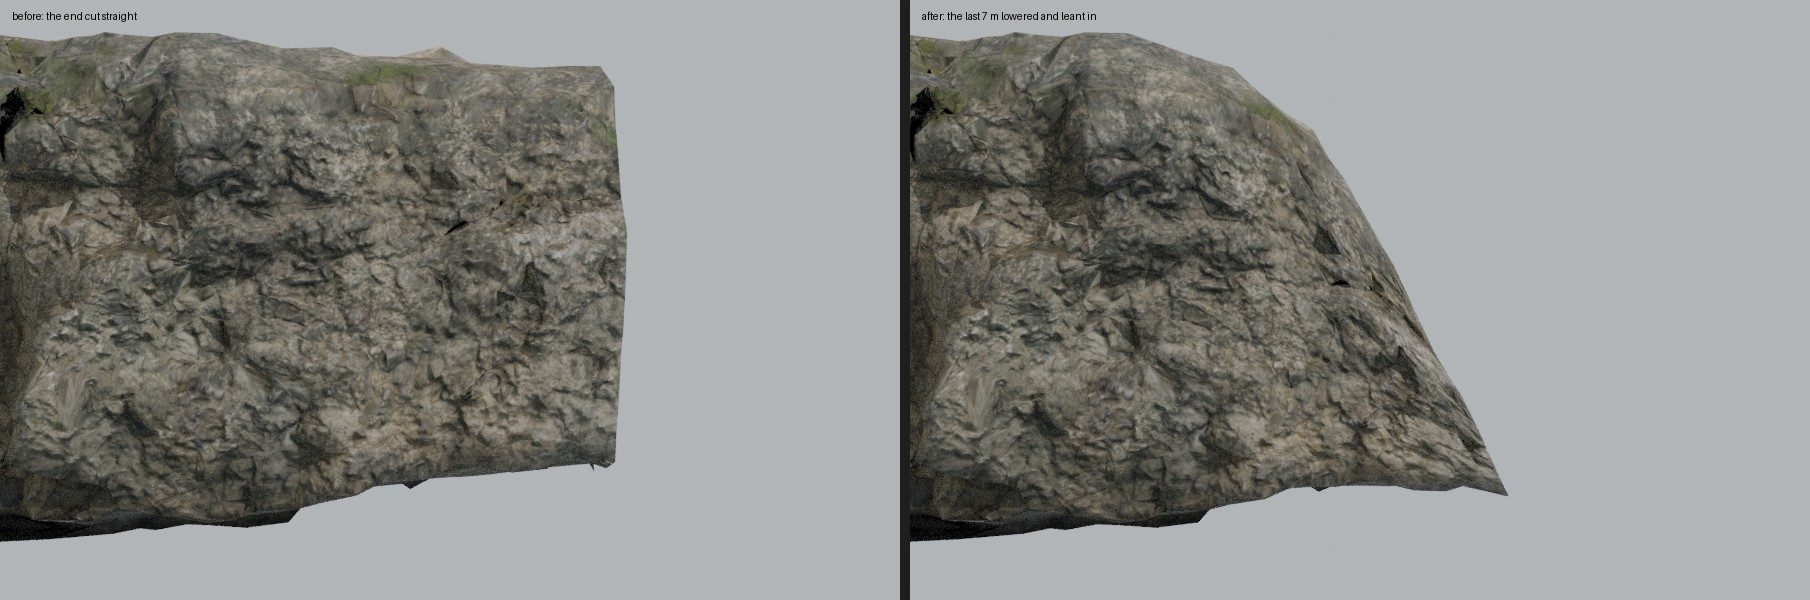 before: the end cut straight
after: the last 7 m lowered and leant in